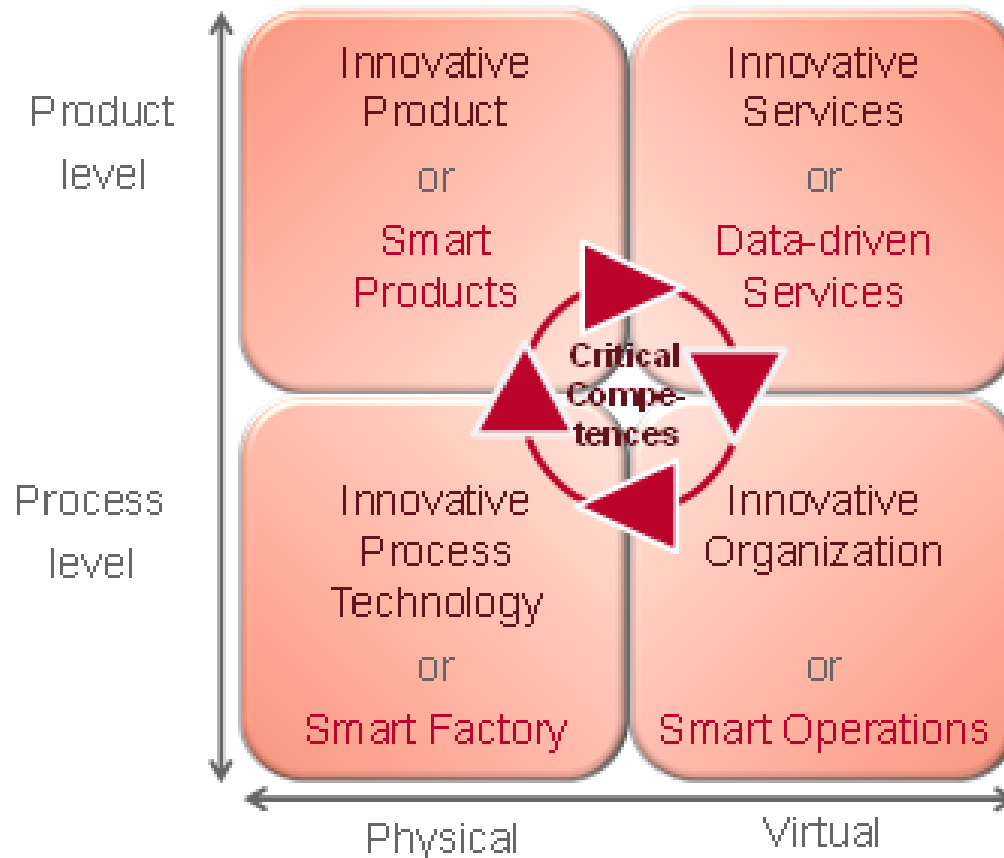 Product
level
Innovative
Product
or
Smart
Products
Innovative
Services
or
Data-driven
Services
Critical
Compe-
tences
Process
level
Innovative
Process
Technology
or
Smart Factory
Innovative
Organization
or
Smart Operations
Physical
Virtual